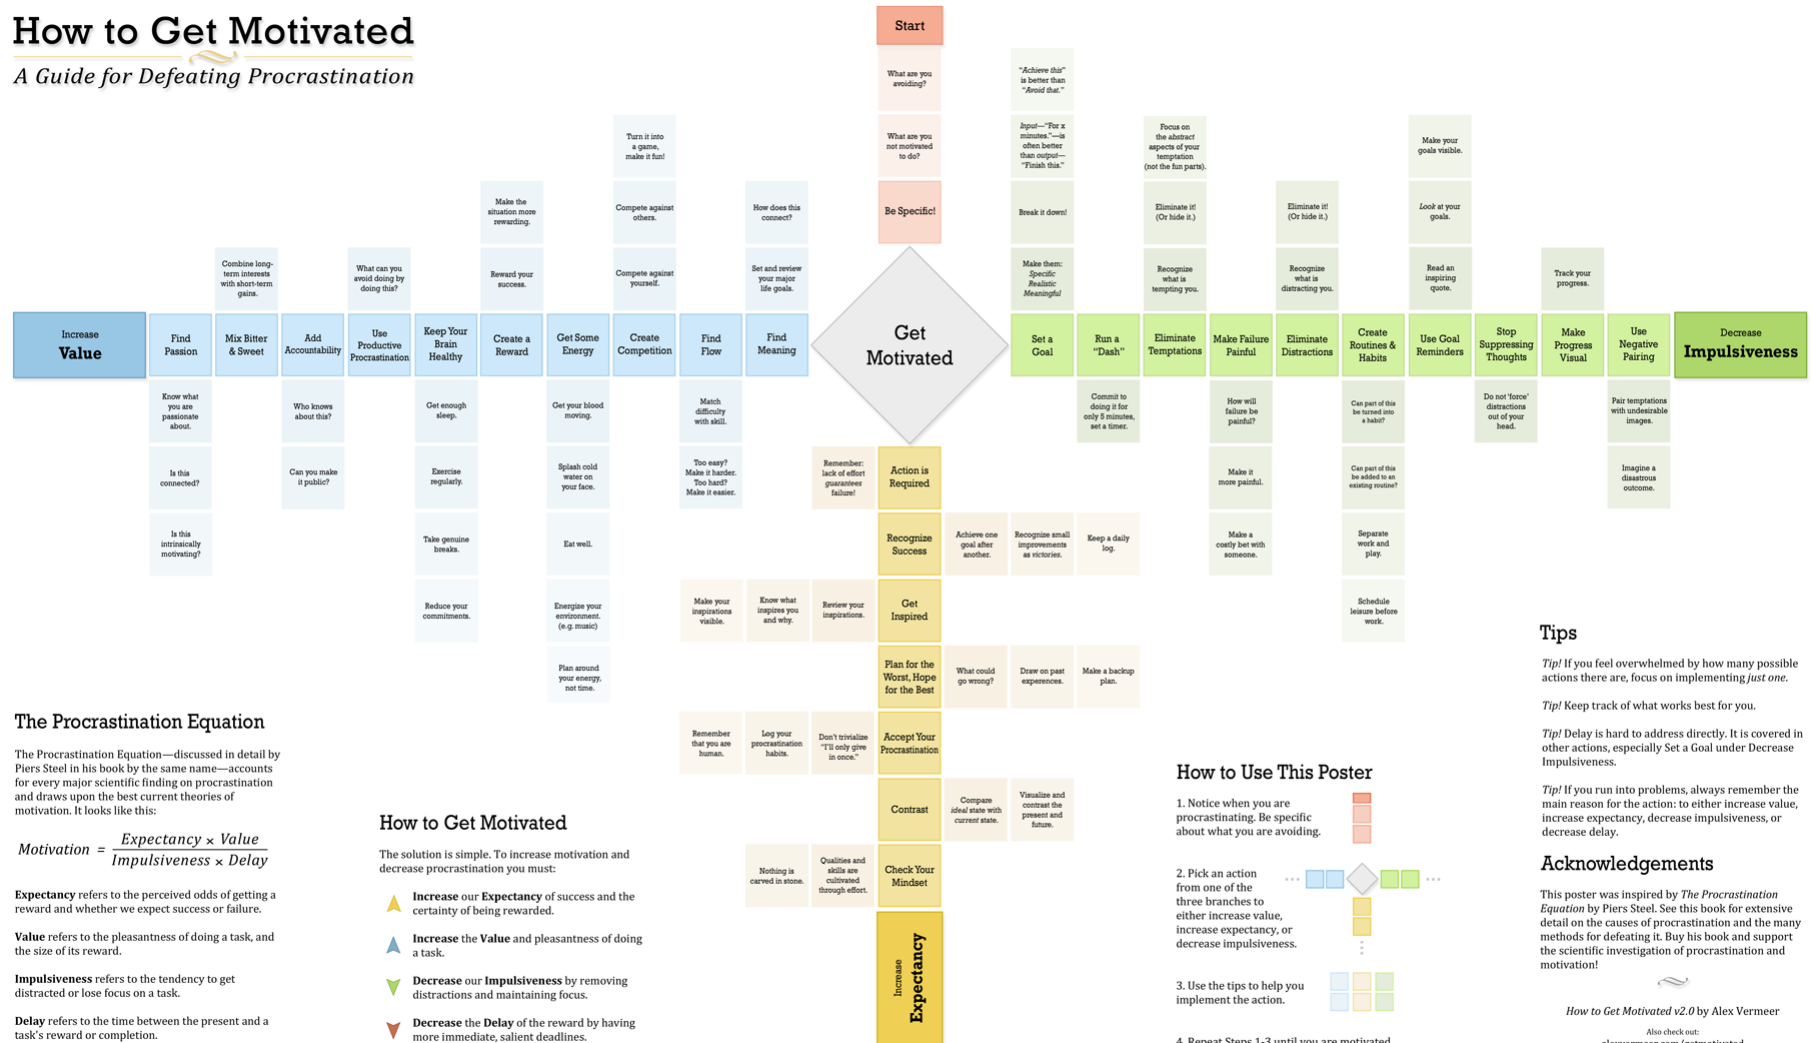 How to Get Motivated
A Guide for Defeating Procrastination
Start
What are you
avoiding?
What are you
not motivated
to do?
Be Specific!
Get
Motivated
Increase
Value
Find
Passion
Know what
you are
passionate
about.
Is this
connected?
Is this
intrinsically
motivating?
Combine long-
term interests
with short-term
gains.
Mix Bitter
& Sweet
Add
Accountability
Who knows
about this?
Can you make
it public?
What can you
avoid doing by
doing this?
Use
Productive
Procrastination
Keep Your
Brain
Healthy
Get enough
sleep.
Exercise
regularly.
Take genuine
breaks.
Reduce your
commitments.
Make the
situation more
rewarding.
Reward your
success.
Create a
Reward
Get Some
Energy
Get your blood
moving.
Splash cold
water on
your face.
Eat well.
Energize your
environment.
(e.g. music)
Plan around
your energy,
not time.
Turn it into
a game,
make it fun!
Compete against
others.
Compete against
yourself.
Create
Competition
Find
Flow
Match
difficulty
with skill.
Too easy?
Make it harder.
Too hard?
Make it easier.
How does this
connect?
Set and review
your major
life goals.
Find
Meaning
"Achieve this"
is better than
"Avoid that."
Input—"For x
minutes."—is
often better
than output—
"Finish this."
Break it down!
Make them:
Specific
Realistic
Meaningful
Set a
Goal
Run a
"Dash"
Commit to
doing it for
only 5 minutes,
set a timer.
Focus on
the abstract
aspects of your
temptation
(not the fun parts).
Eliminate it!
(Or hide it.)
Recognize
what is
tempting you.
Eliminate
Temptations
Make Failure
Painful
How will
failure be
painful?
Make it
more painful.
Make a
costly bet with
someone.
Eliminate it!
(Or hide it.)
Recognize
what is
distracting you.
Eliminate
Distractions
Create
Routines &
Habits
Can part of this
be turned into
a habit?
Can part of this
be added to an
existing routine?
Separate
work and
play.
Schedule
leisure before
work.
Make your
goals visible.
Look at your
goals.
Read an
inspiring
quote.
Use Goal
Reminders
Stop
Suppressing
Thoughts
Do not 'force'
distractions
out of your
head.
Track your
progress.
Make
Progress
Visual
Use
Negative
Pairing
Pair temptations
with undesirable
images.
Imagine a
disastrous
outcome.
Decrease
Impulsiveness
Remember:
lack of effort
guarantees
failure!
Action is
Required
Recognize
Success
Achieve one
goal after
another.
Recognize small
improvements
as victories.
Keep a daily
log.
Make your
inspirations
visible.
Know what
inspires you
and why.
Review your
inspirations.
Get
Inspired
Plan for the
Worst, Hope
for the Best
What could
go wrong?
Draw on past
experences.
Make a backup
plan.
Remember
that you are
human.
Log your
procrastination
habits.
Don't trivialize
"I'll only give
in once."
Accept Your
Procrastination
Contrast
Compare
ideal state with
current state.
Visualize and
contrast the
present and
future.
Nothing is
carved in stone.
Qualities and
skills are
cultivated
through effort.
Check Your
Mindset
Increase
Expectancy
The Procrastination Equation
The Procrastination Equation—discussed in detail by
Piers Steel in his book by the same name—accounts
for every major scientific finding on procrastination
and draws upon the best current theories of
motivation. It looks like this:
Motivation = Expectancy × Value
Impulsiveness × Delay
Expectancy refers to the perceived odds of getting a
reward and whether we expect success or failure.
Value refers to the pleasantness of doing a task, and
the size of its reward.
Impulsiveness refers to the tendency to get
distracted or lose focus on a task.
Delay refers to the time between the present and a
task's reward or completion.
How to Get Motivated
The solution is simple. To increase motivation and
decrease procrastination you must:
Increase our Expectancy of success and the
certainty of being rewarded.
Increase the Value and pleasantness of doing
a task.
Decrease our Impulsiveness by removing
distractions and maintaining focus.
Decrease the Delay of the reward by having
more immediate, salient deadlines.
How to Use This Poster
1. Notice when you are
procrastinating. Be specific
about what you are avoiding.
2. Pick an action
from one of the
three branches to
either increase value,
increase expectancy, or
decrease impulsiveness.
3. Use the tips to help you
implement the action.
4. Repeat Steps 1-3 until you are motivated
Tips
Tip! If you feel overwhelmed by how many possible
actions there are, focus on implementing just one.
Tip! Keep track of what works best for you.
Tip! Delay is hard to address directly. It is covered in
other actions, especially Set a Goal under Decrease
Impulsiveness.
Tip! If you run into problems, always remember the
main reason for the action: to either increase value,
increase expectancy, decrease impulsiveness, or
decrease delay.
Acknowledgements
This poster was inspired by The Procrastination
Equation by Piers Steel. See this book for extensive
detail on the causes of procrastination and the many
methods for defeating it. Buy his book and support
the scientific investigation of procrastination and
motivation!
How to Get Motivated v2.0 by Alex Vermeer
Also check out: